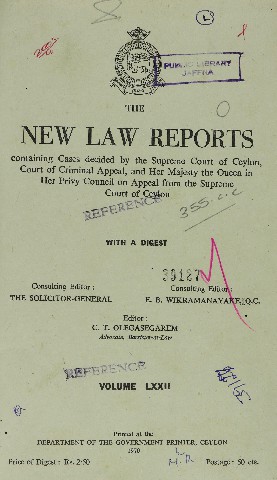 L
PUBLIC LIBRARY
JAFFNA
THE
NEW LAW REPORTS
containing Cases decided by the Supreme Court of Ceylon,
Court of Criminal Appeal, and Her Majesty the Queen in
Her Privy Council on Appeal from the Supreme
Court of Ceylon
REFERENCE
355. C.C
WITH A DIGEST
39127
Consulting Editor :
THE SOLICITOR-GENERAL
Consulting Editor :
E. B. WIKRAMANAYAKE, Q.C.
Editor :
C. T. OLEGASEGAREM
Advocate, Barrister-at-Law
REFERENCE
VOLUME LXXII
Printed at the
DEPARTMENT OF THE GOVERNMENT PRINTER, CEYLON
1970
Price of Digest : Rs. 2·50
Postage : 50 cts.